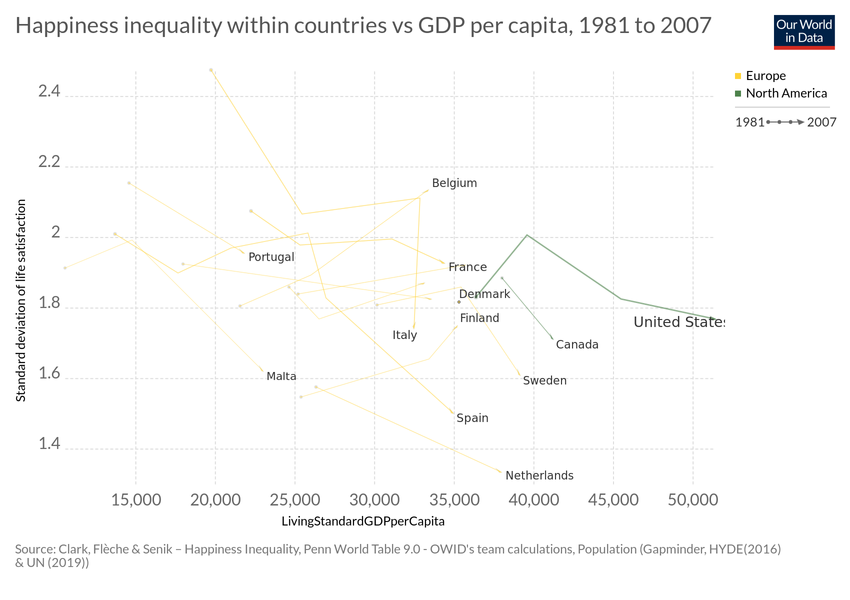 Happiness inequality within countries vs GDP per capita, 1981 to 2007
Our World
in Data
Europe
North America
1981 2007
Standard deviation of life satisfaction
2.4
2.2
2
1.8
1.6
1.4
Belgium
Portugal
France
Denmark
Finland
Italy
United States
Canada
Malta
Sweden
Spain
Netherlands
15,000 20,000 25,000 30,000 35,000 40,000 45,000 50,000
LivingStandardGDPperCapita
Source: Clark, Flèche & Senik – Happiness Inequality, Penn World Table 9.0 - OWID's team calculations, Population (Gapminder, HYDE(2016)
& UN (2019))